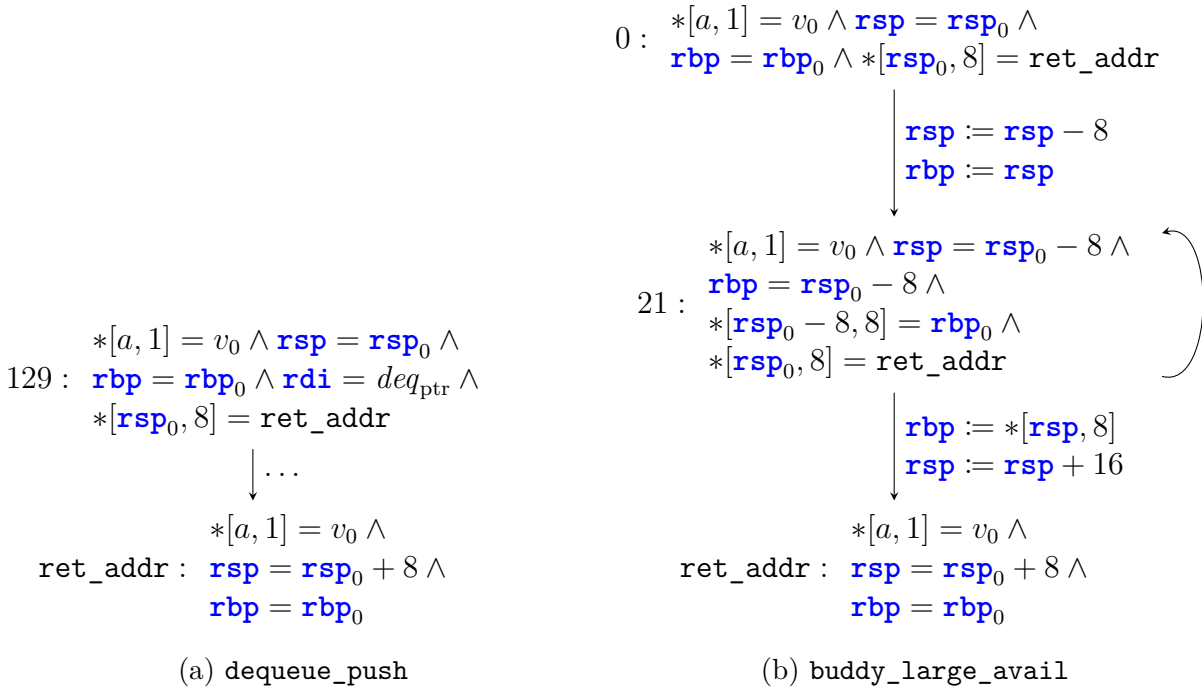 129 : ∗[a, 1] = v₀ ∧ rsp = rsp₀ ∧
rbp = rbp₀ ∧ rdi = deq_ptr ∧
∗[rsp₀, 8] = ret_addr
...
∗[a, 1] = v₀ ∧
ret_addr : rsp = rsp₀ + 8 ∧
rbp = rbp₀
(a) dequeue_push
0 : ∗[a, 1] = v₀ ∧ rsp = rsp₀ ∧
rbp = rbp₀ ∧ ∗[rsp₀, 8] = ret_addr
rsp := rsp − 8
rbp := rsp
∗[a, 1] = v₀ ∧ rsp = rsp₀ − 8 ∧
rbp = rsp₀ − 8 ∧
21 : ∗[rsp₀ − 8, 8] = rbp₀ ∧
∗[rsp₀, 8] = ret_addr
rbp := ∗[rsp, 8]
rsp := rsp + 16
∗[a, 1] = v₀ ∧
ret_addr : rsp = rsp₀ + 8 ∧
rbp = rbp₀
(b) buddy_large_avail